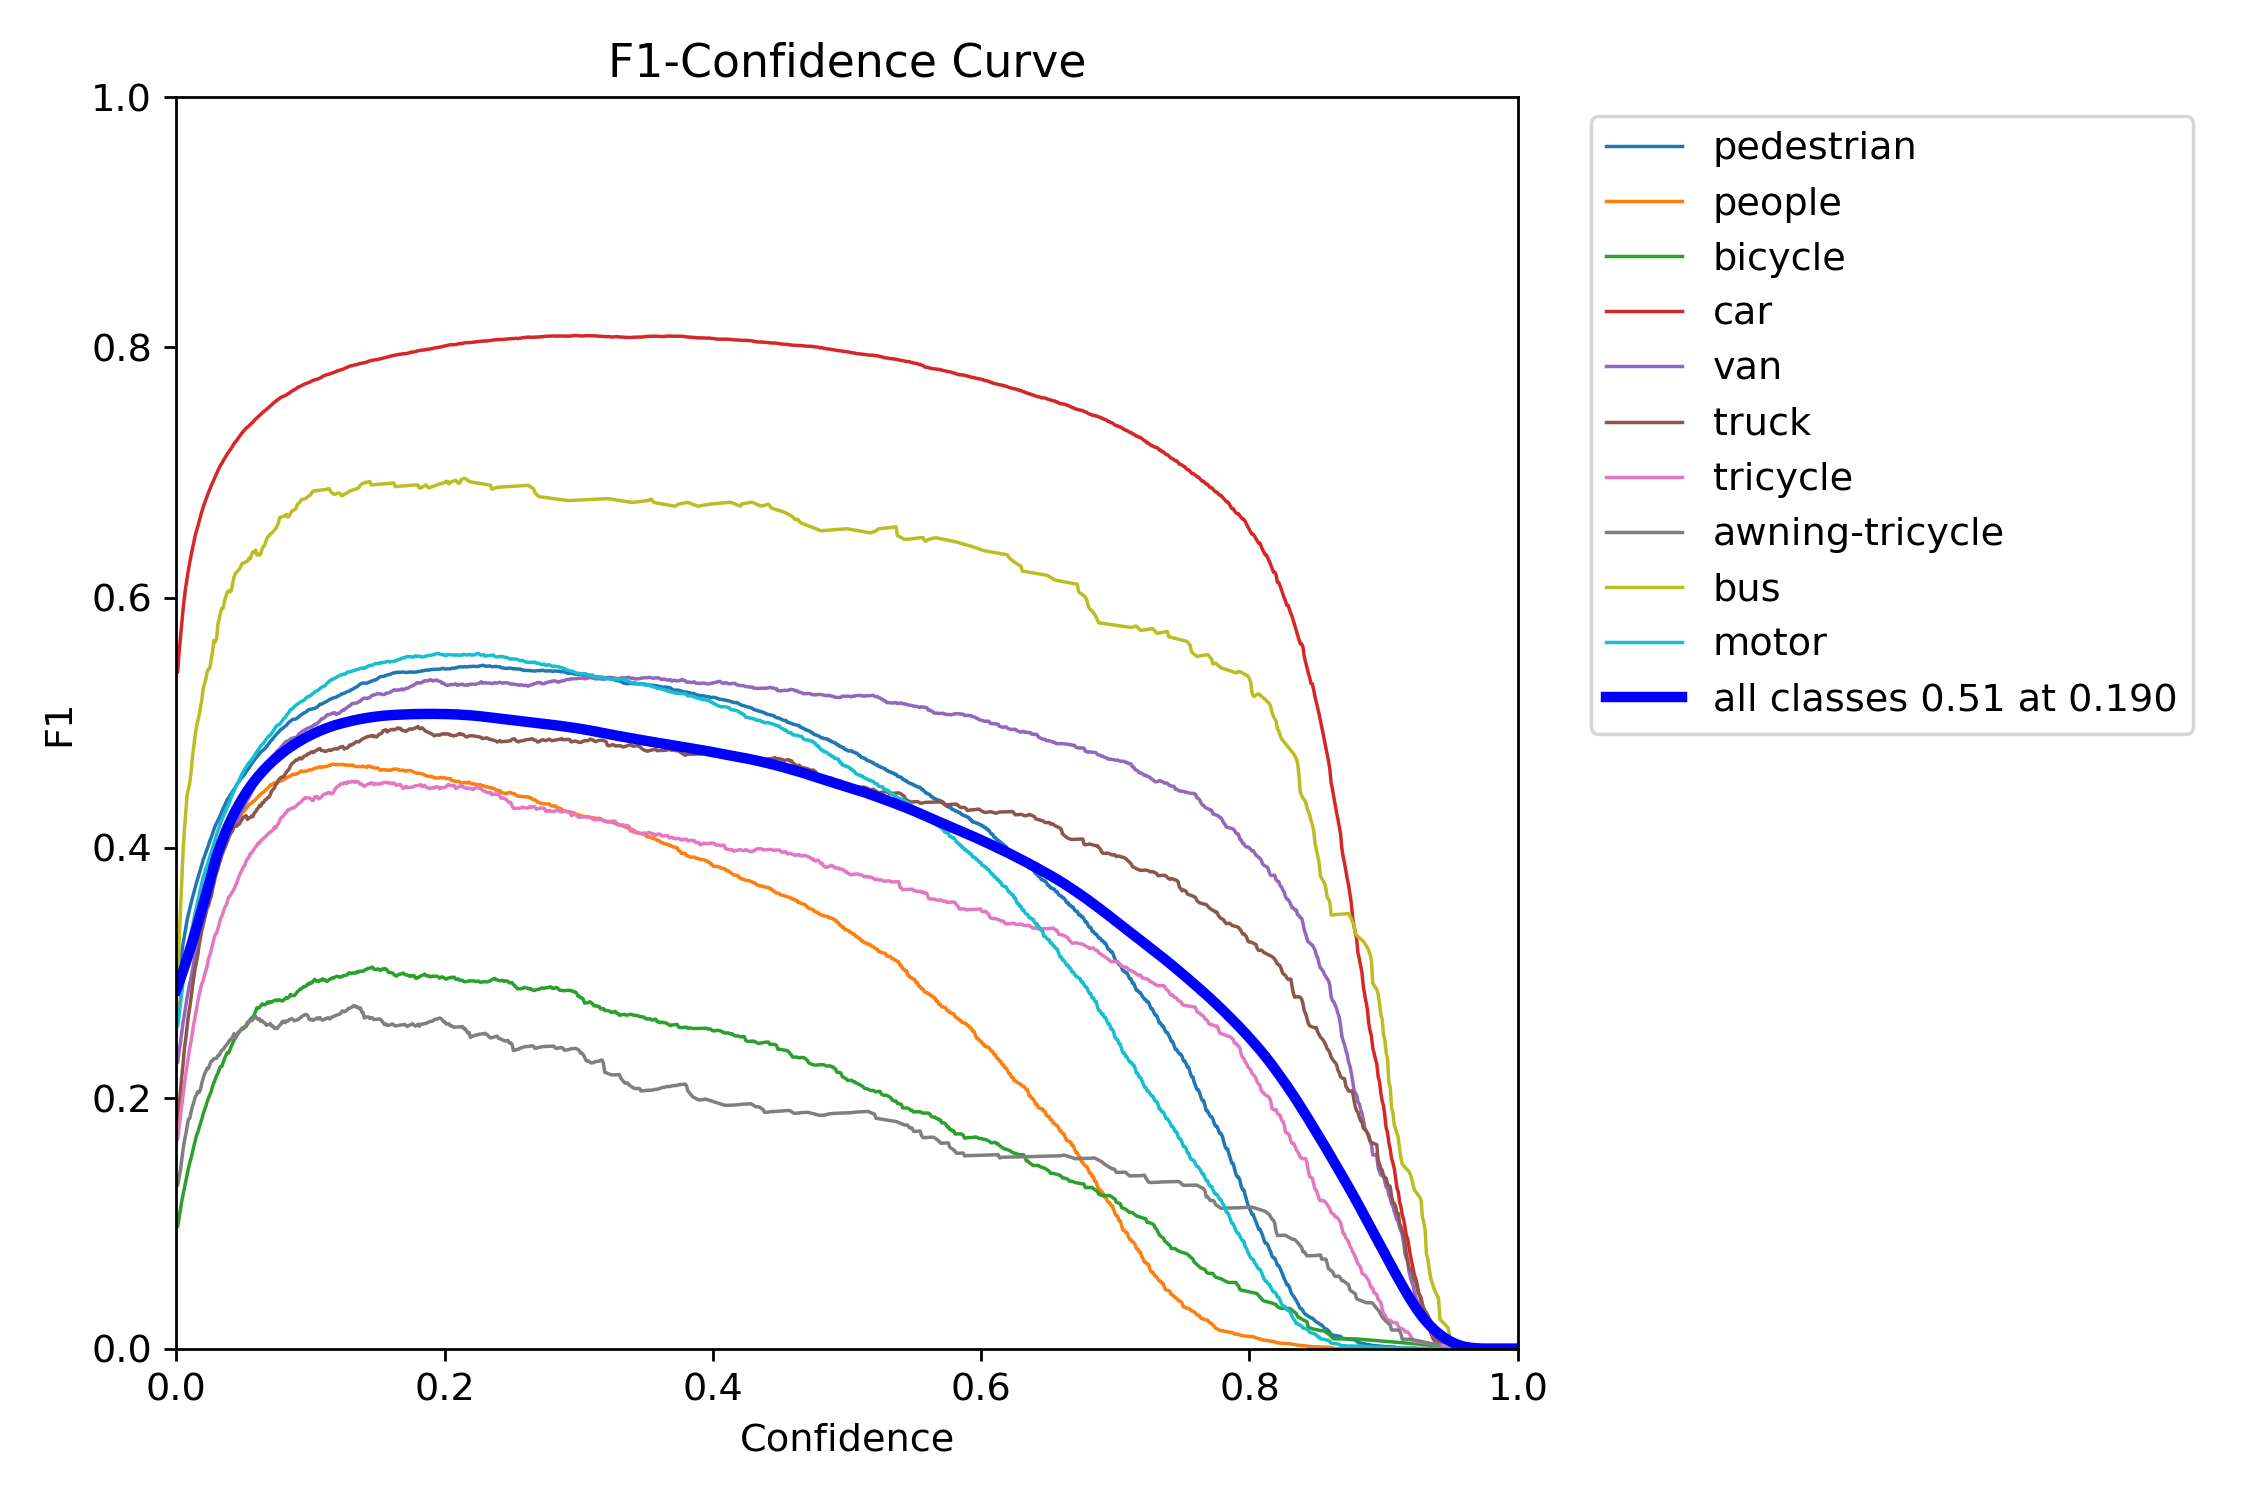 F1-Confidence Curve
1.0
0.8
0.6
0.4
0.2
0.0
F1
0.0 0.2 0.4 0.6 0.8 1.0
Confidence
pedestrian
people
bicycle
car
van
truck
tricycle
awning-tricycle
bus
motor
all classes 0.51 at 0.190